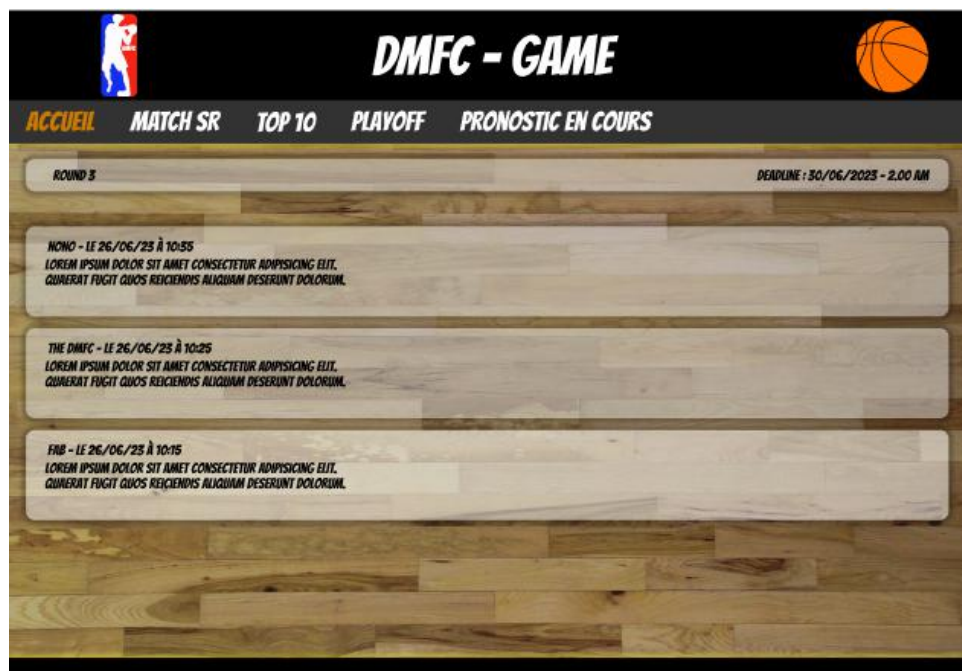 DMFC - GAME
ACCUEIL MATCH SR TOP 10 PLAYOFF PRONOSTIC EN COURS
ROUND 3 DEADLINE : 30/06/2023 - 2.00 AM
NONO - LE 26/06/23 À 10:35
LOREM IPSUM DOLOR SIT AMET CONSECTETUR ADIPISICING ELIT.
QUAERAT FUGIT QUOS REICIENDIS ALIQUAM DESERUNT DOLORUM.
THE DMFC - LE 26/06/23 À 10:25
LOREM IPSUM DOLOR SIT AMET CONSECTETUR ADIPISICING ELIT.
QUAERAT FUGIT QUOS REICIENDIS ALIQUAM DESERUNT DOLORUM.
FAB - LE 26/06/23 À 10:15
LOREM IPSUM DOLOR SIT AMET CONSECTETUR ADIPISICING ELIT.
QUAERAT FUGIT QUOS REICIENDIS ALIQUAM DESERUNT DOLORUM.